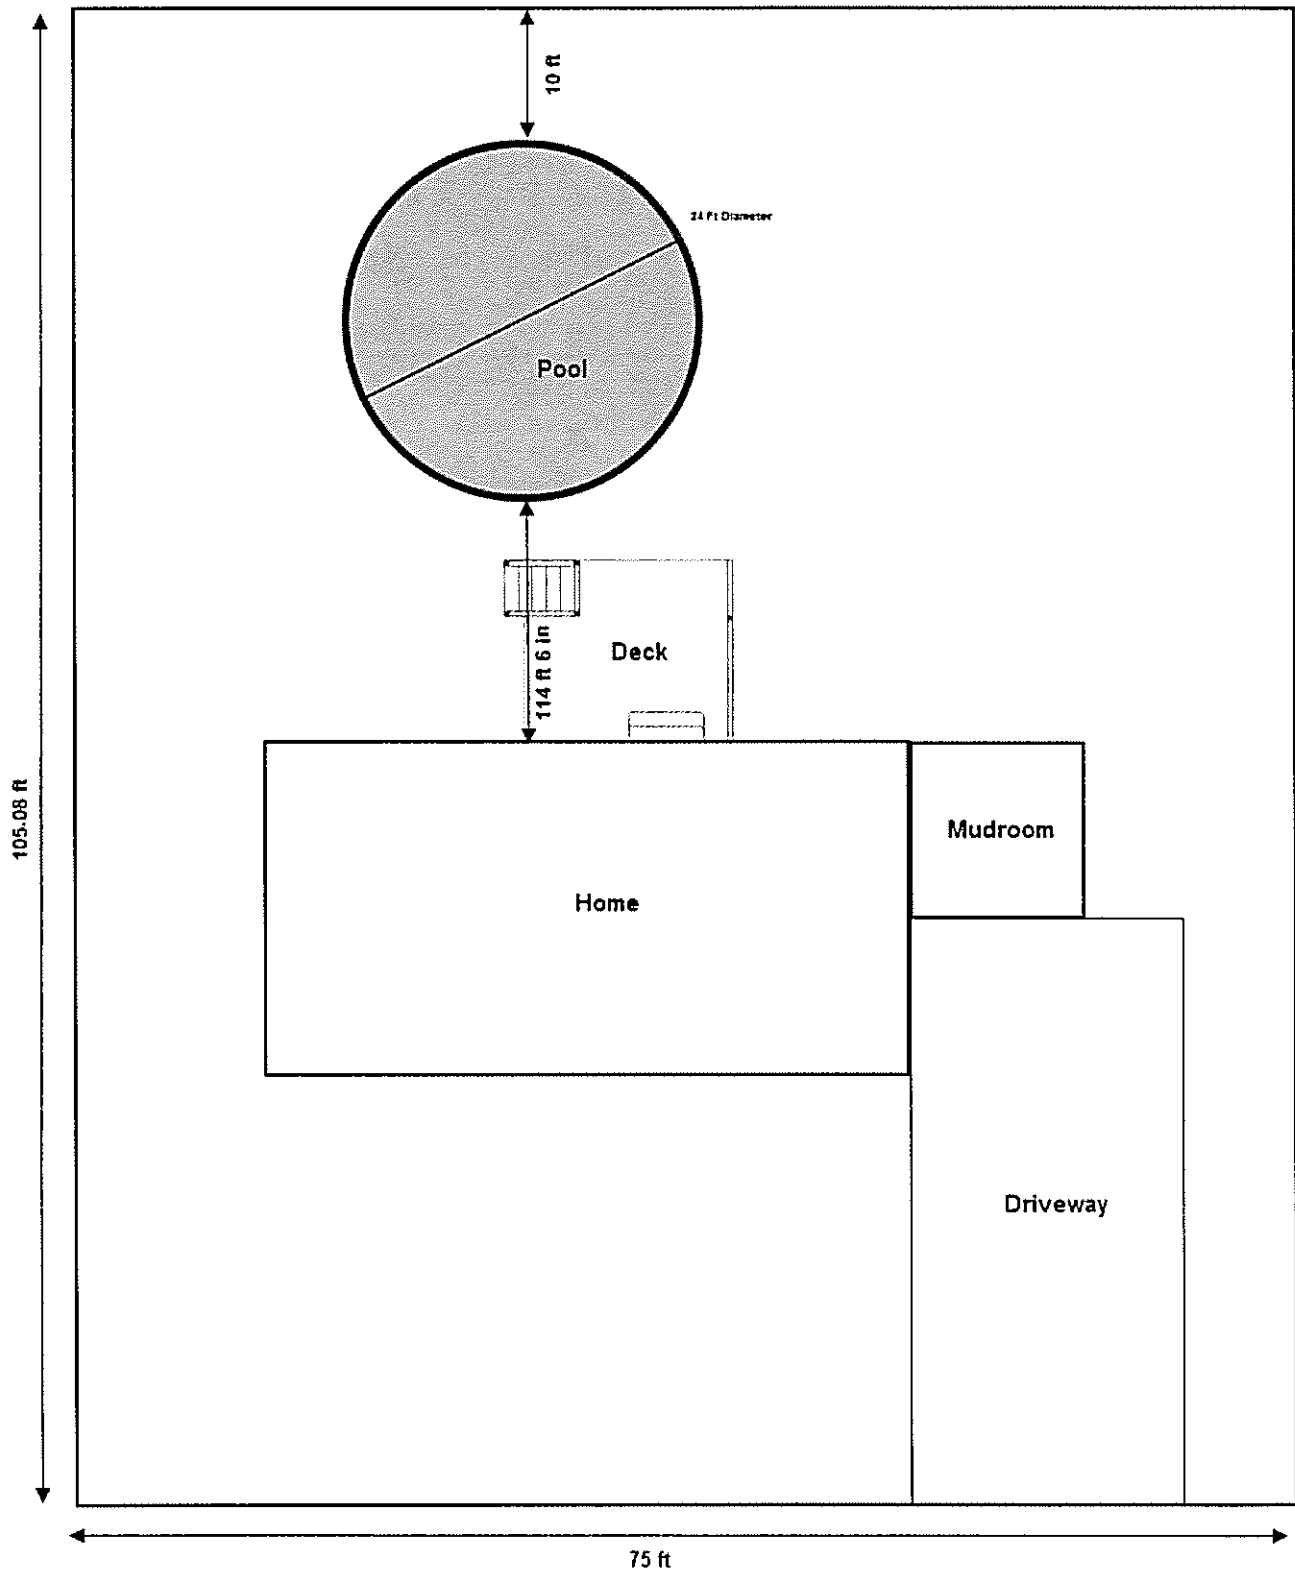 10 ft
24 Ft Diameter
Pool
114 ft 6 in
Deck
105.08 ft
Mudroom
Home
Driveway
75 ft